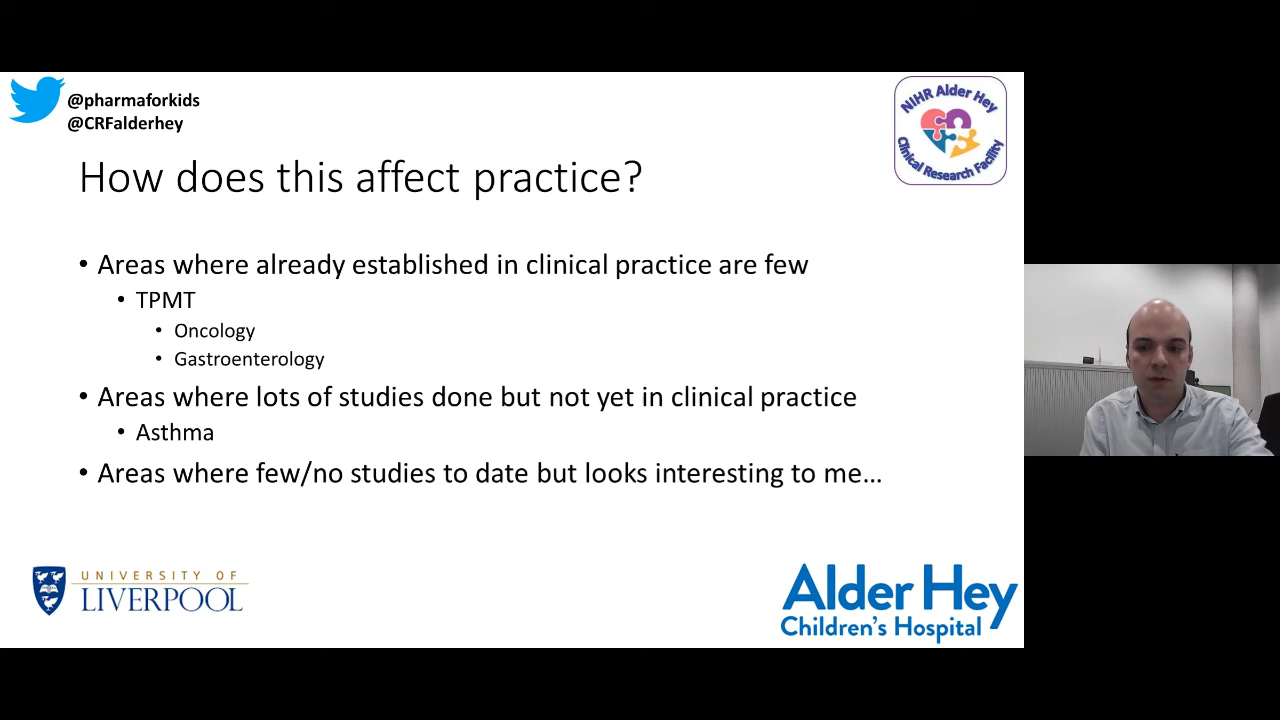 @pharmaforkids
@CRFalderhey
NIHR Alder Hey
Clinical Research Facility
How does this affect practice?
• Areas where already established in clinical practice are few
• TPMT
• Oncology
• Gastroenterology
• Areas where lots of studies done but not yet in clinical practice
• Asthma
• Areas where few/no studies to date but looks interesting to me…
UNIVERSITY OF
LIVERPOOL
Alder Hey
Children's Hospital